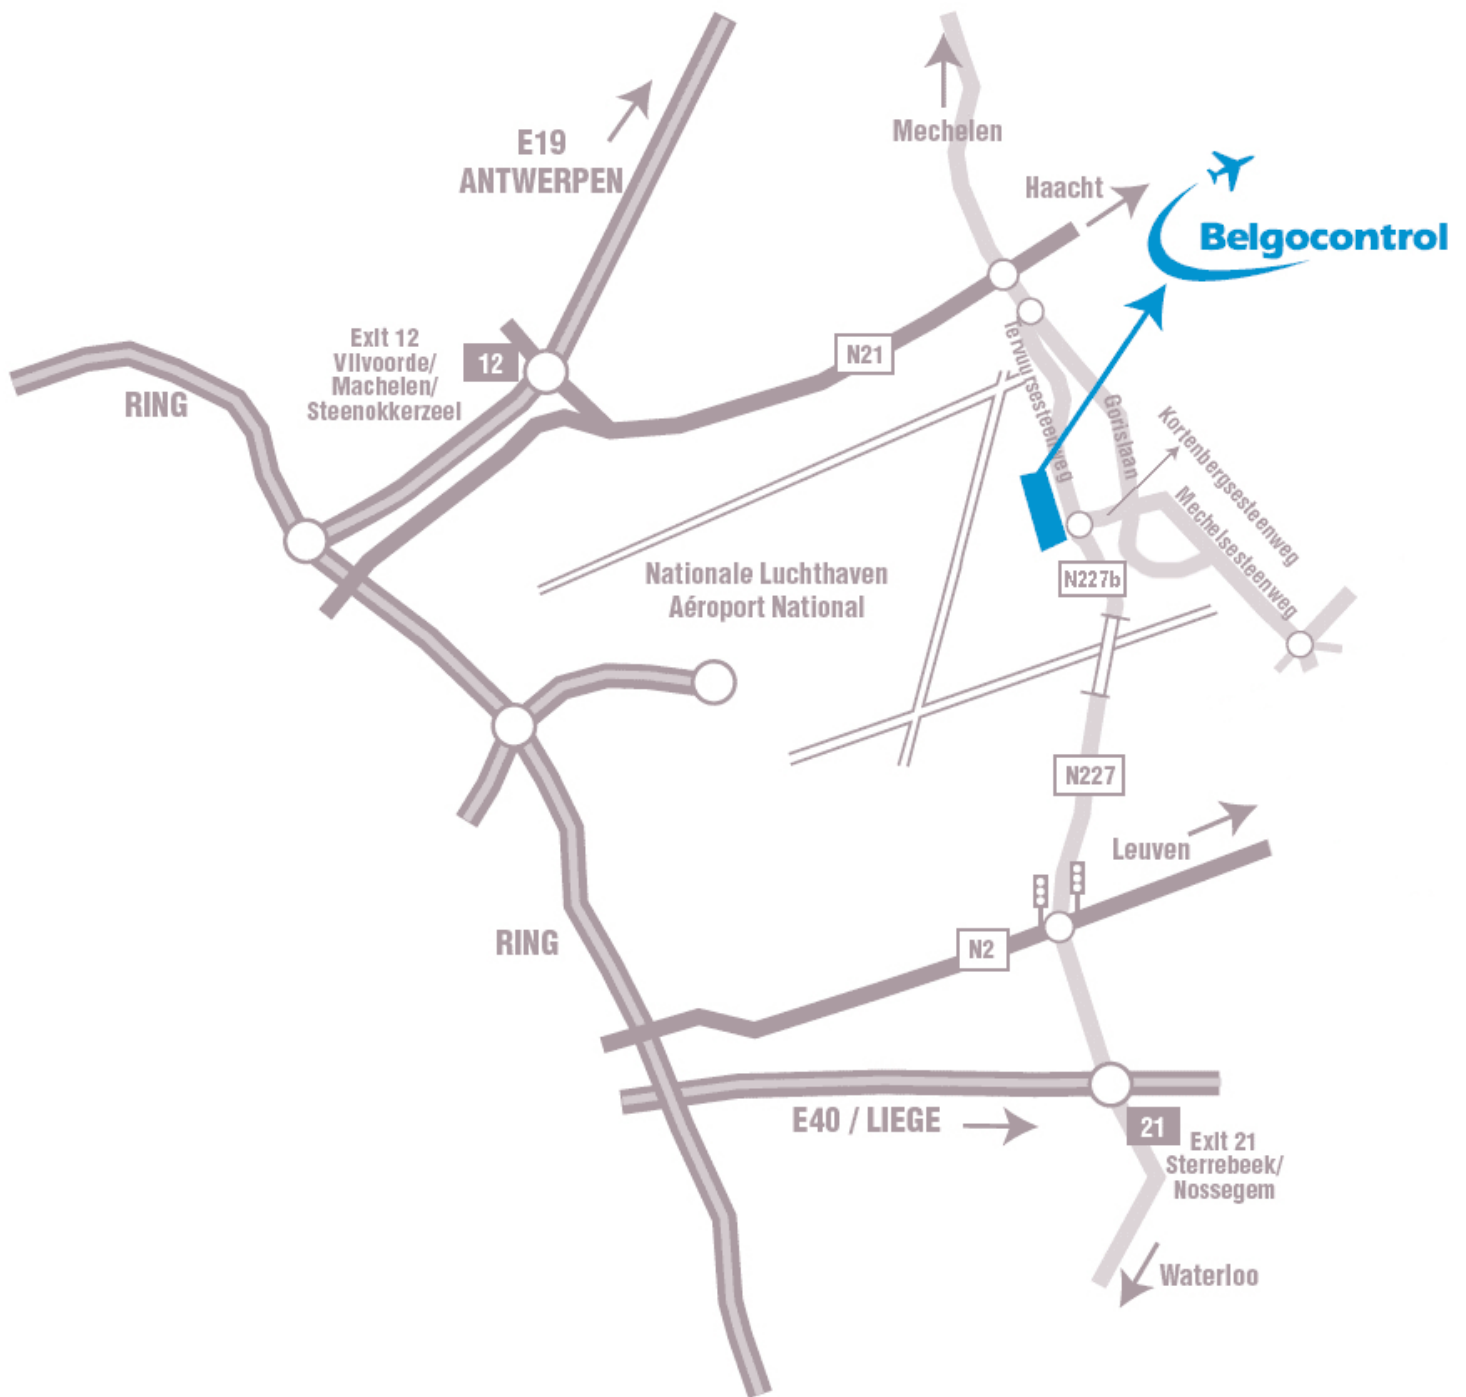 Mechelen
E19
ANTWERPEN
Haacht
Belgocontrol
Exit 12
Vilvoorde/
Machelen/
Steenokkerzeel
12
N21
RING
Tervuursesteenweg
Gorislaan
Kortenbergsesteenweg
Mechelsesteenweg
Nationale Luchthaven
Aéroport National
N227b
N227
Leuven
RING
N2
E40 / LIEGE
21
Exit 21
Sterrebeek/
Nossegem
Waterloo